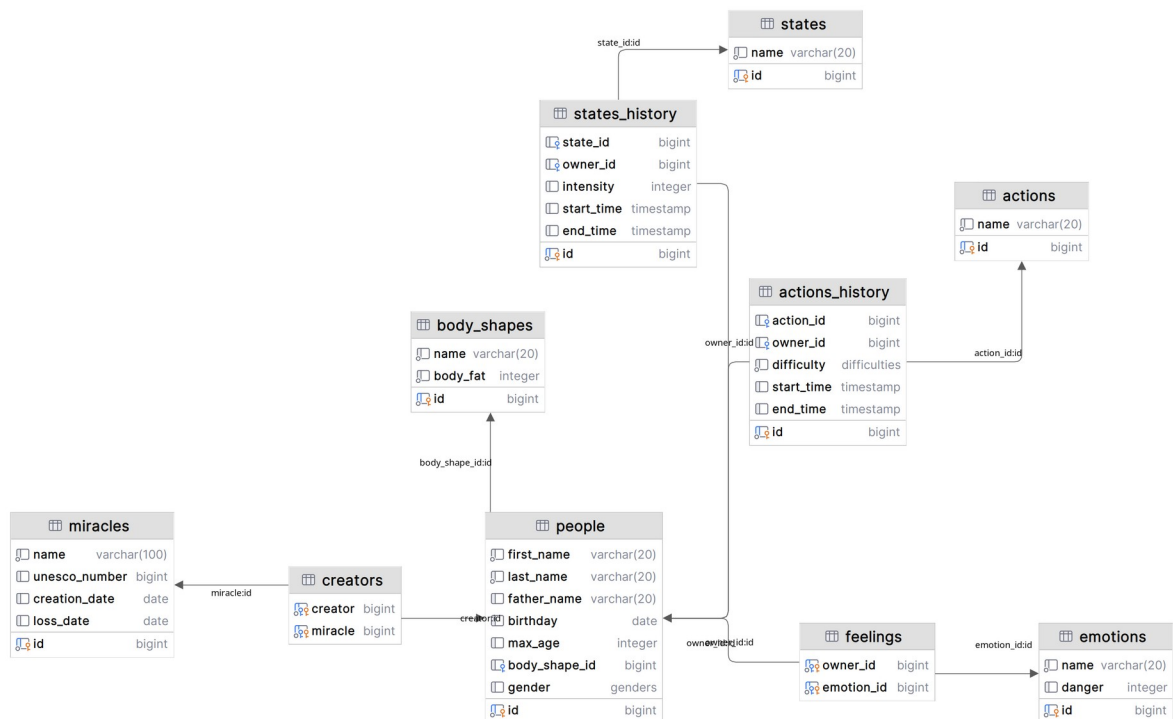 states
name varchar(20)
id bigint
state_id:id
states_history
state_id bigint
owner_id bigint
intensity integer
start_time timestamp
end_time timestamp
id bigint
actions
name varchar(20)
id bigint
actions_history
action_id bigint
owner_id bigint
difficulty difficulties
start_time timestamp
end_time timestamp
id bigint
owner_id:id
action_id:id
body_shapes
name varchar(20)
body_fat integer
id bigint
body_shape_id:id
miracles
name varchar(100)
unesco_number bigint
creation_date date
loss_date date
id bigint
miracle:id
creators
creator bigint
miracle bigint
creator:id
people
first_name varchar(20)
last_name varchar(20)
father_name varchar(20)
birthday date
max_age integer
body_shape_id bigint
gender genders
id bigint
owner_id:id
feelings
owner_id bigint
emotion_id bigint
emotion_id:id
emotions
name varchar(20)
danger integer
id bigint